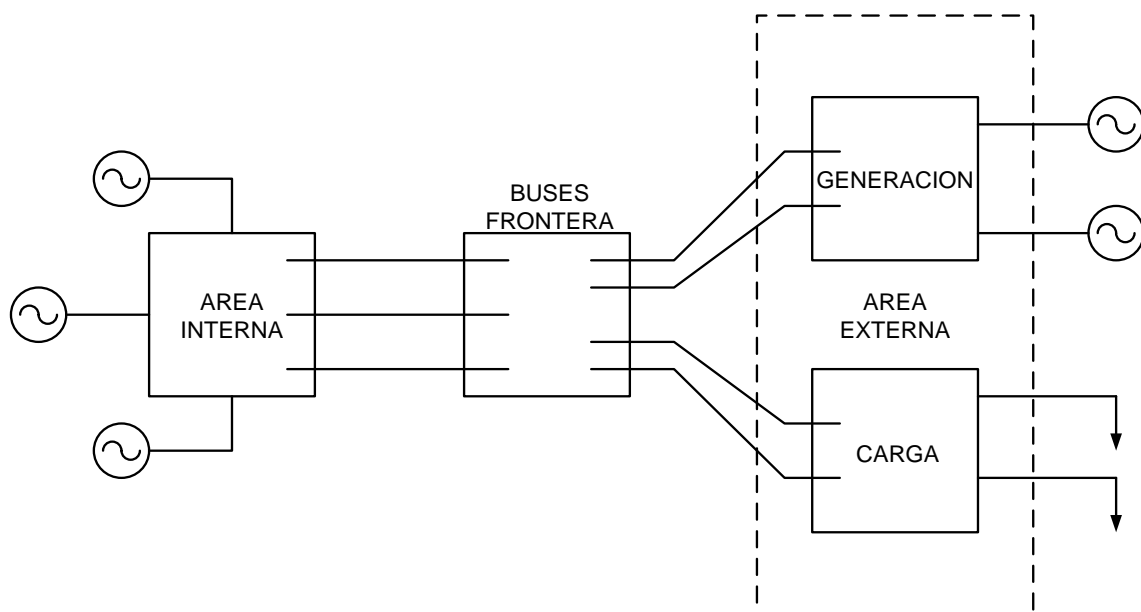 BUSES
FRONTERA
GENERACION
AREA
INTERNA
AREA
EXTERNA
CARGA